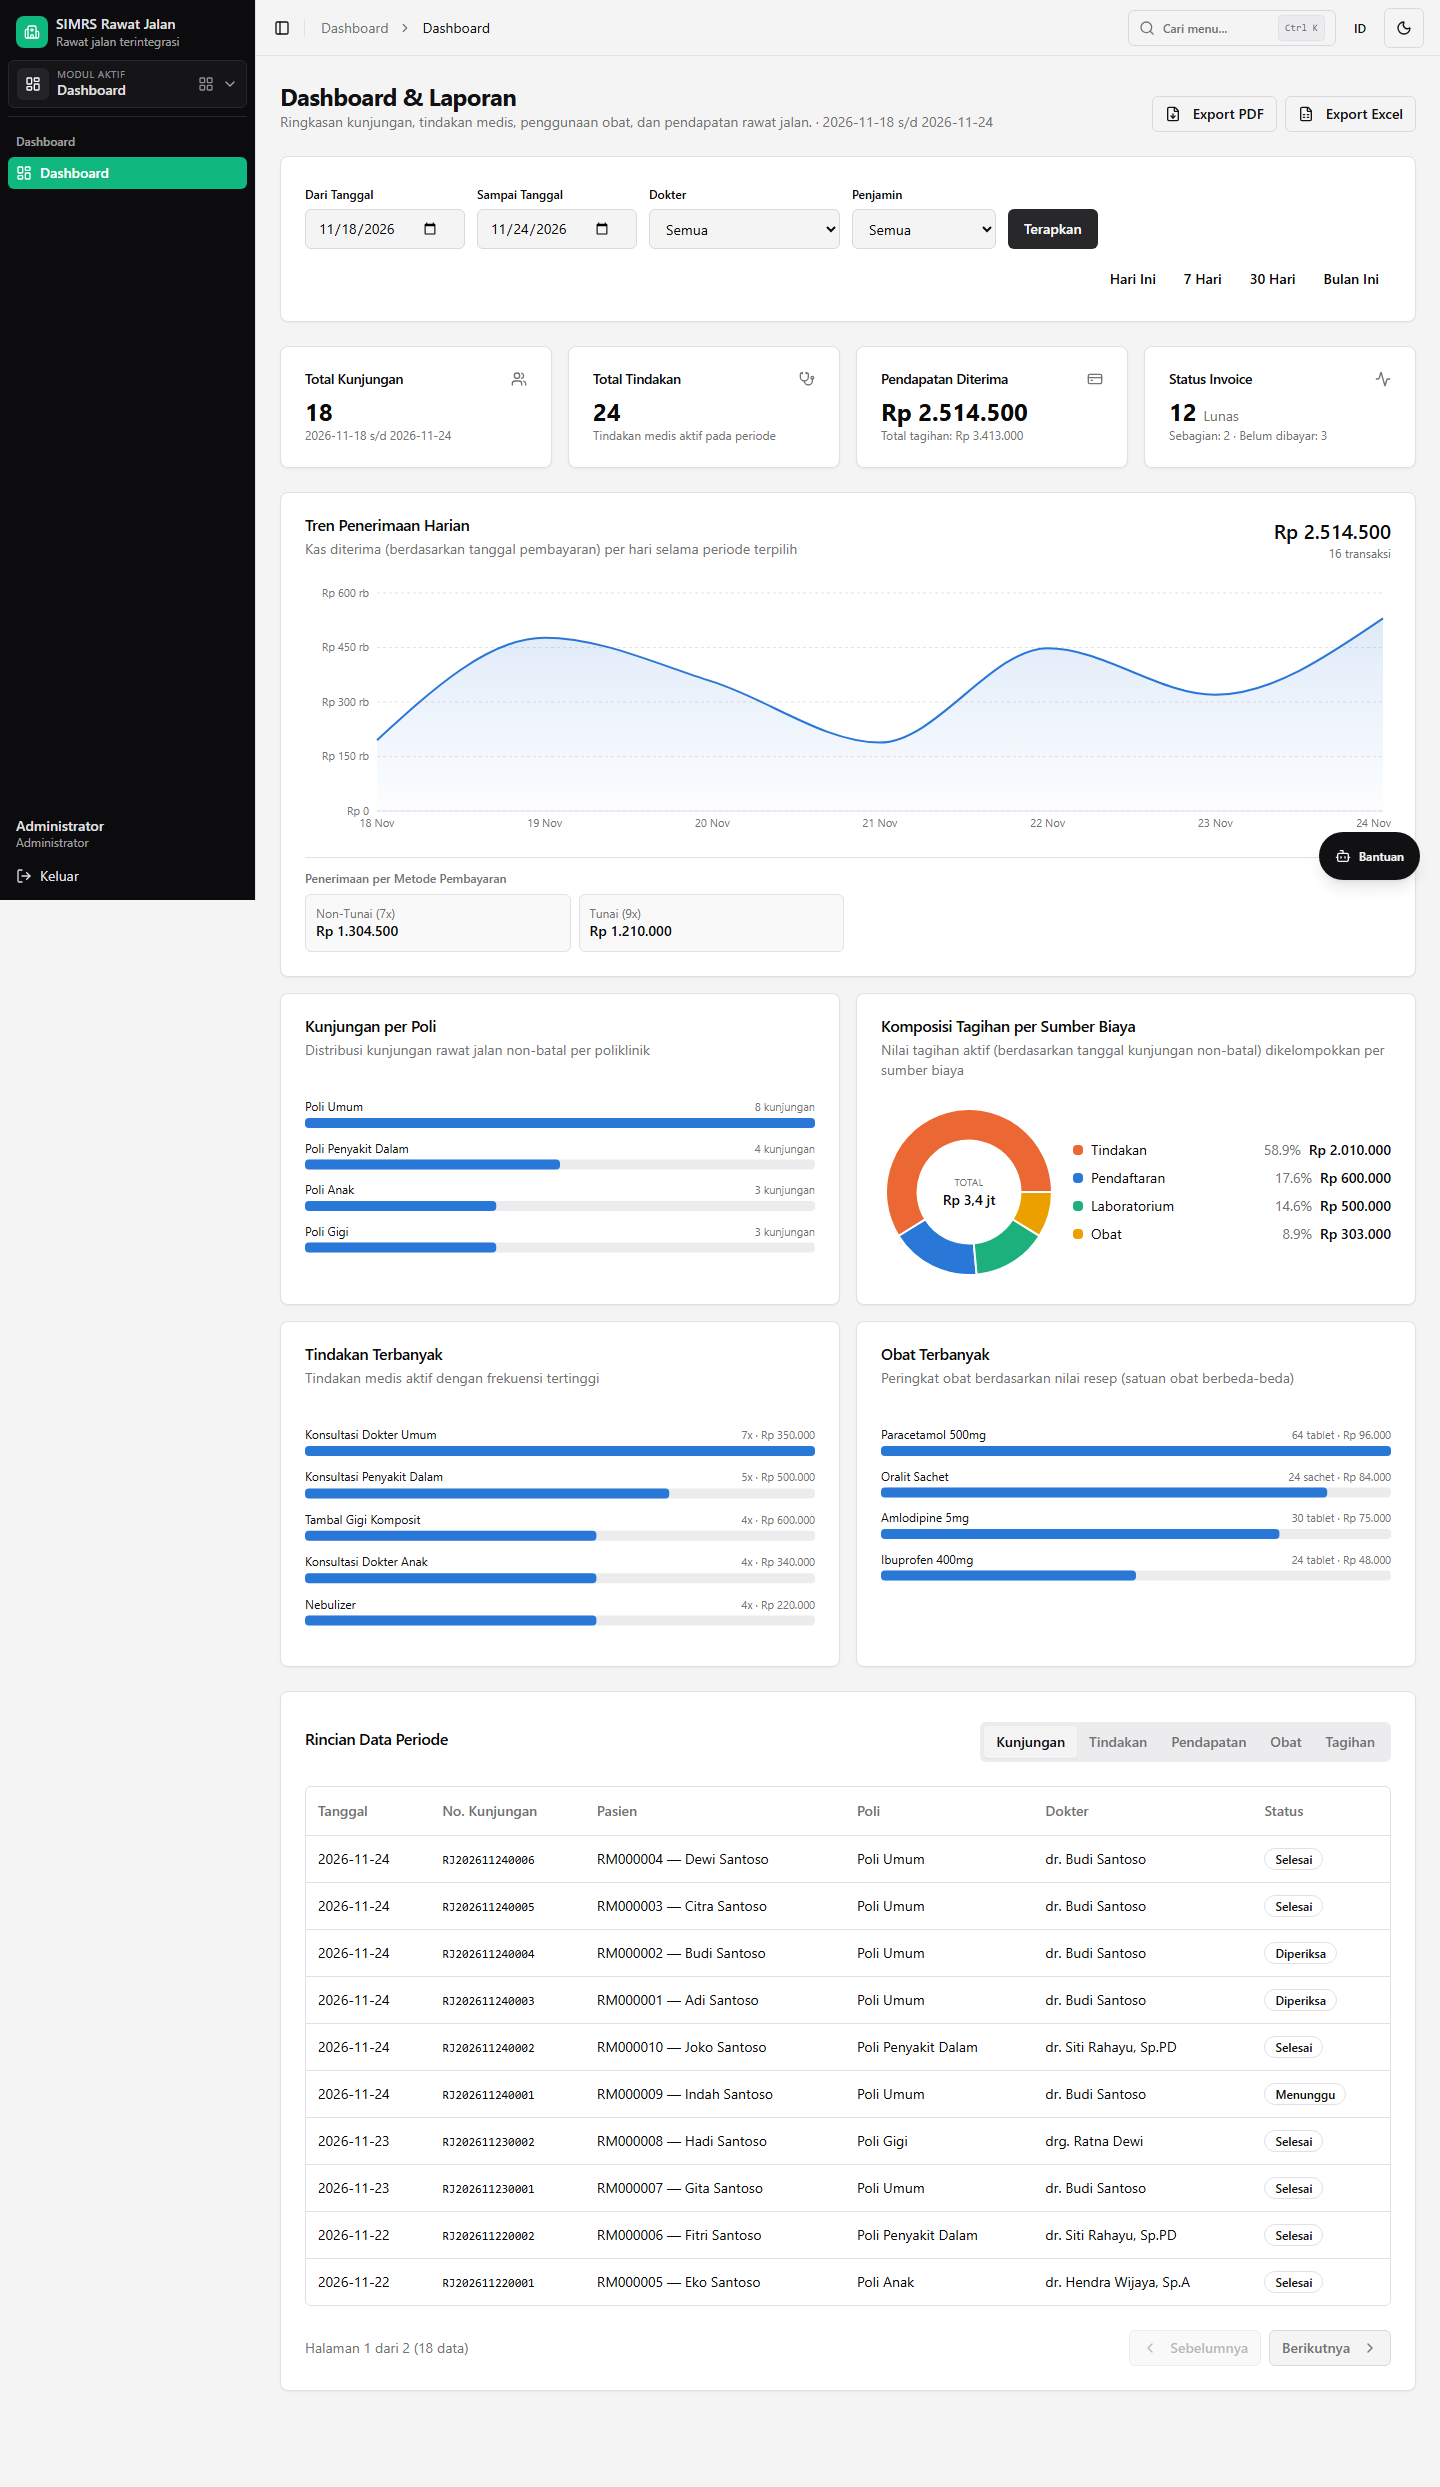 SIMRS Rawat Jalan
Rawat jalan terintegrasi
MODUL AKTIF
Dashboard
Dashboard
Dashboard
Administrator
Administrator
Keluar
Dashboard > Dashboard
Cari menu...
Ctrl K
ID
Dashboard & Laporan
Ringkasan kunjungan, tindakan medis, penggunaan obat, dan pendapatan rawat jalan. · 2026-11-18 s/d 2026-11-24
Export PDF
Export Excel
Dari Tanggal
Sampai Tanggal
Dokter
Penjamin
11/18/2026
11/24/2026
Semua
Semua
Terapkan
Hari Ini
7 Hari
30 Hari
Bulan Ini
Total Kunjungan
18
2026-11-18 s/d 2026-11-24
Total Tindakan
24
Tindakan medis aktif pada periode
Pendapatan Diterima
Rp 2.514.500
Total tagihan: Rp 3.413.000
Status Invoice
12 Lunas
Sebagian: 2 · Belum dibayar: 3
Tren Penerimaan Harian
Kas diterima (berdasarkan tanggal pembayaran) per hari selama periode terpilih
Rp 2.514.500
16 transaksi
Rp 600 rb
Rp 450 rb
Rp 300 rb
Rp 150 rb
Rp 0
18 Nov
19 Nov
20 Nov
21 Nov
22 Nov
23 Nov
24 Nov
Bantuan
Penerimaan per Metode Pembayaran
Non-Tunai (7x)
Rp 1.304.500
Tunai (9x)
Rp 1.210.000
Kunjungan per Poli
Distribusi kunjungan rawat jalan non-batal per poliklinik
Poli Umum 8 kunjungan
Poli Penyakit Dalam 4 kunjungan
Poli Anak 3 kunjungan
Poli Gigi 3 kunjungan
Komposisi Tagihan per Sumber Biaya
Nilai tagihan aktif (berdasarkan tanggal kunjungan non-batal) dikelompokkan per
sumber biaya
TOTAL
Rp 3,4 jt
Tindakan 58.9% Rp 2.010.000
Pendaftaran 17.6% Rp 600.000
Laboratorium 14.6% Rp 500.000
Obat 8.9% Rp 303.000
Tindakan Terbanyak
Tindakan medis aktif dengan frekuensi tertinggi
Konsultasi Dokter Umum 7x · Rp 350.000
Konsultasi Penyakit Dalam 5x · Rp 500.000
Tambal Gigi Komposit 4x · Rp 600.000
Konsultasi Dokter Anak 4x · Rp 340.000
Nebulizer 4x · Rp 220.000
Obat Terbanyak
Peringkat obat berdasarkan nilai resep (satuan obat berbeda-beda)
Paracetamol 500mg 64 tablet · Rp 96.000
Oralit Sachet 24 sachet · Rp 84.000
Amlodipine 5mg 30 tablet · Rp 75.000
Ibuprofen 400mg 24 tablet · Rp 48.000
Rincian Data Periode
Kunjungan
Tindakan
Pendapatan
Obat
Tagihan
Tanggal No. Kunjungan Pasien Poli Dokter Status
2026-11-24 RJ202611240006 RM000004 — Dewi Santoso Poli Umum dr. Budi Santoso Selesai
2026-11-24 RJ202611240005 RM000003 — Citra Santoso Poli Umum dr. Budi Santoso Selesai
2026-11-24 RJ202611240004 RM000002 — Budi Santoso Poli Umum dr. Budi Santoso Diperiksa
2026-11-24 RJ202611240003 RM000001 — Adi Santoso Poli Umum dr. Budi Santoso Diperiksa
2026-11-24 RJ202611240002 RM000010 — Joko Santoso Poli Penyakit Dalam dr. Siti Rahayu, Sp.PD Selesai
2026-11-24 RJ202611240001 RM000009 — Indah Santoso Poli Umum dr. Budi Santoso Menunggu
2026-11-23 RJ202611230002 RM000008 — Hadi Santoso Poli Gigi drg. Ratna Dewi Selesai
2026-11-23 RJ202611230001 RM000007 — Gita Santoso Poli Umum dr. Budi Santoso Selesai
2026-11-22 RJ202611220002 RM000006 — Fitri Santoso Poli Penyakit Dalam dr. Siti Rahayu, Sp.PD Selesai
2026-11-22 RJ202611220001 RM000005 — Eko Santoso Poli Anak dr. Hendra Wijaya, Sp.A Selesai
Halaman 1 dari 2 (18 data)
Sebelumnya
Berikutnya